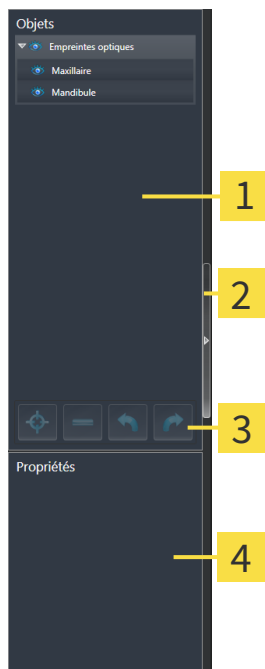 Objets
Empreintes optiques
Maxillaire
Mandibule
1
2
3
Propriétés
4